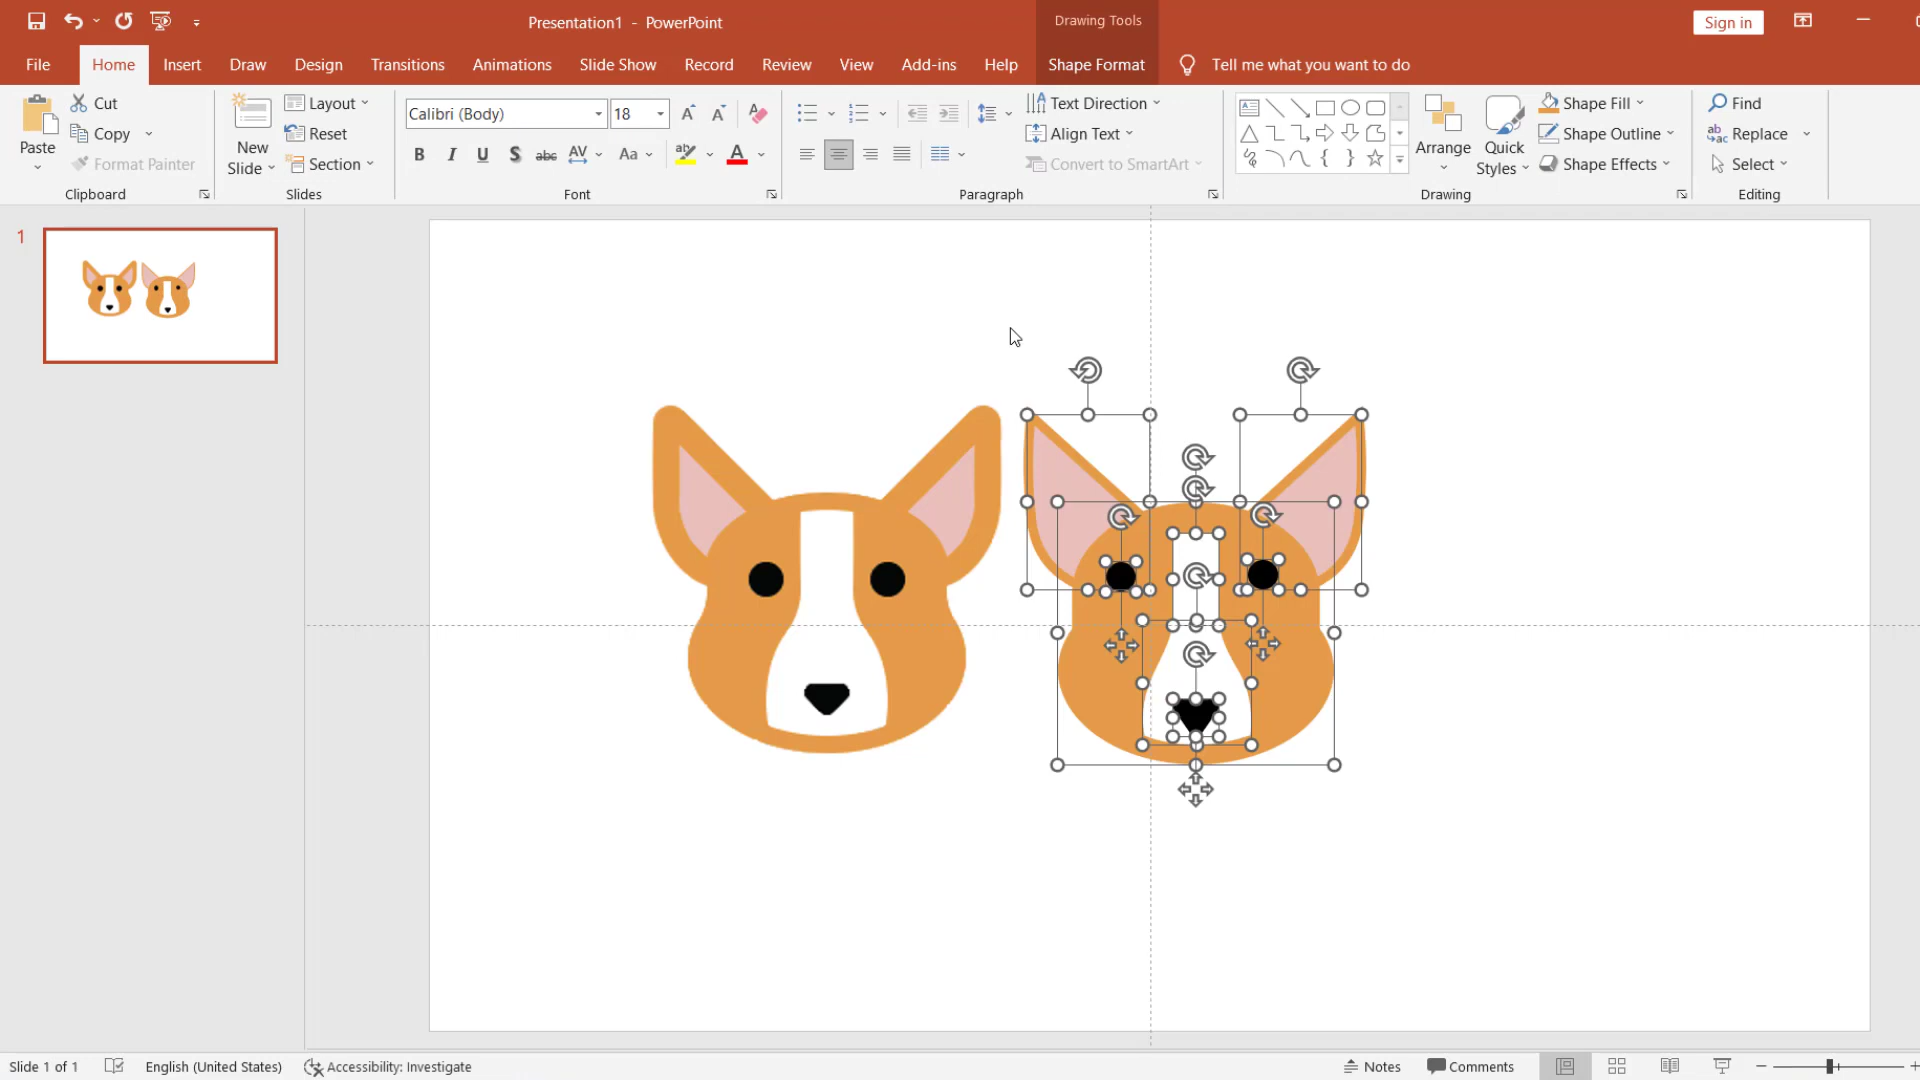 Presentation1 - PowerPoint
Drawing Tools
Sign in
File Home Insert Draw Design Transitions Animations Slide Show Record Review View Add-ins Help Shape Format Tell me what you want to do
Paste
Cut
Copy
Format Painter
Clipboard
New
Slide
Layout
Reset
Section
Slides
Calibri (Body) 18
B I U S abc AV Aa A
Font
Text Direction
Align Text
Convert to SmartArt
Paragraph
Arrange
Quick
Styles
Shape Fill
Shape Outline
Shape Effects
Drawing
Find
Replace
Select
Editing
1
Slide 1 of 1 English (United States) Accessibility: Investigate Notes Comments